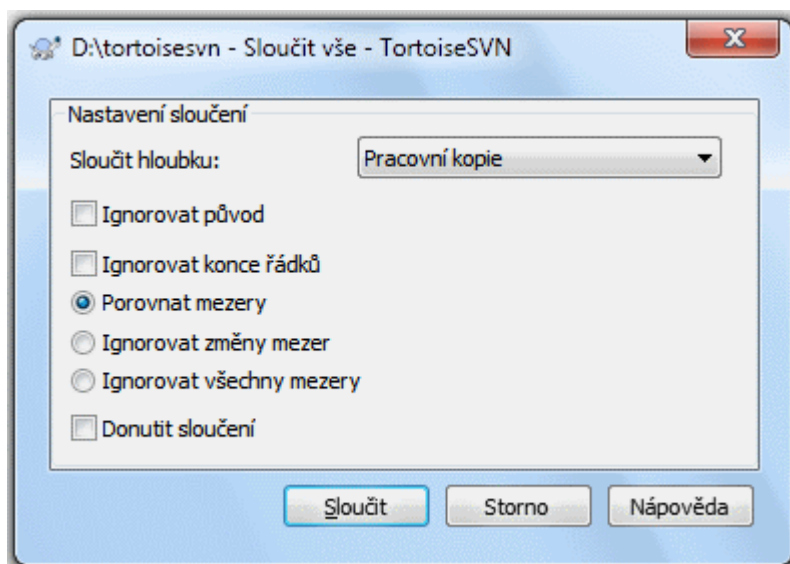 D:\tortoisesvn - Sloučit vše - TortoiseSVN
Nastavení sloučení
Sloučit hloubku: Pracovní kopie
Ignorovat původ
Ignorovat konce řádků
Porovnat mezery
Ignorovat změny mezer
Ignorovat všechny mezery
Donutit sloučení
Sloučit Storno Nápověda